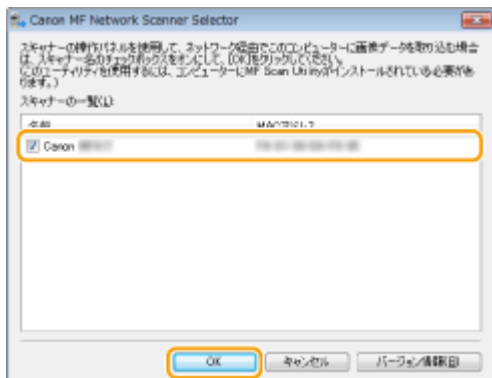 Canon MF Network Scanner Selector
スキャナーの操作パネルを使用して、ネットワーク経由でこのコンピューターに画像データを取り込む場合
は、スキャナー名のチェックボックスをオンにして、[OK]をクリックしてください。
(このユーティリティを使用するには、コンピューターにMF Scan Utilityがインストールされている必要があ
ります。)
スキャナーの一覧(L):
名前 MACアドレス
Canon
OK キャンセル バージョン情報(B)